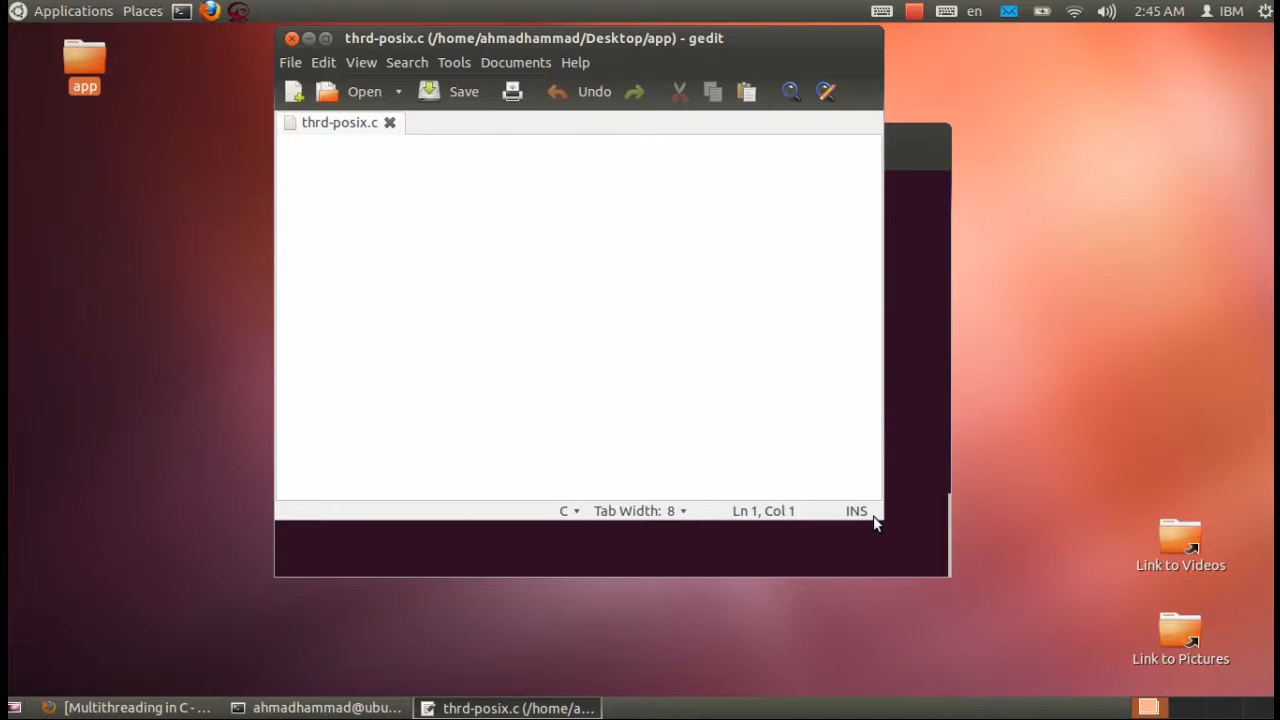 Applications Places en 2:45 AM IBM
app
thrd-posix.c (/home/ahmadhammad/Desktop/app) - gedit
File Edit View Search Tools Documents Help
Open Save Undo
thrd-posix.c
C Tab Width: 8 Ln 1, Col 1 INS
Link to Videos
Link to Pictures
[Multithreading in C - ... ahmadhammad@ubu... thrd-posix.c (/home/a...